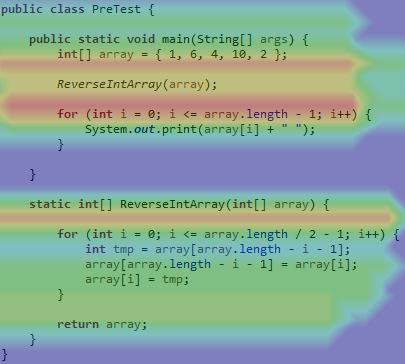 public class PreTest {
public static void main(String[] args) {
int[] array = { 1, 6, 4, 10, 2 };
ReverseIntArray(array);
for (int i = 0; i <= array.length - 1; i++) {
System.out.print(array[i] + " ");
}
}
static int[] ReverseIntArray(int[] array) {
for (int i = 0; i <= array.length / 2 - 1; i++) {
int tmp = array[array.length - i - 1];
array[array.length - i - 1] = array[i];
array[i] = tmp;
}
return array;
}
}